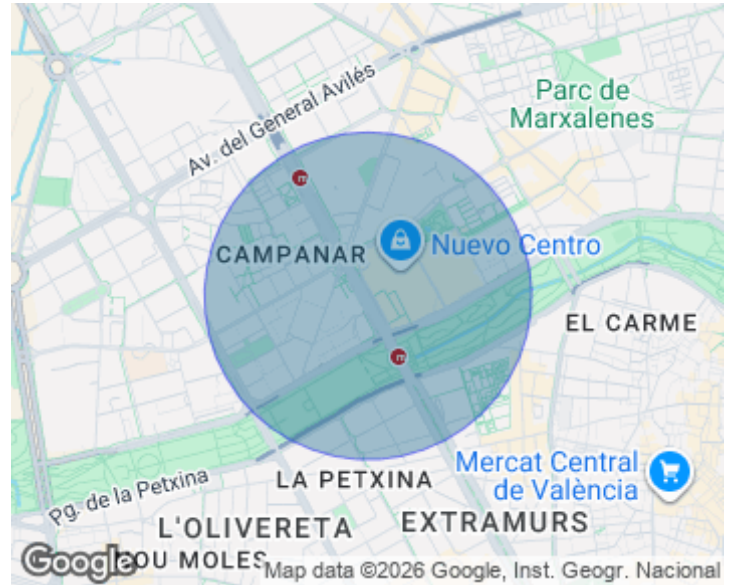 Av. del General Avilés
Parc de
Marxalenes
CAMPANAR
Nuevo Centro
EL CARME
LA PETXINA
Mercat Central
de València
Pg. de la Petxina
L'OLIVERETA
EXTRAMURS
OU MOLES
Google
Map data ©2026 Google, Inst. Geogr. Nacional